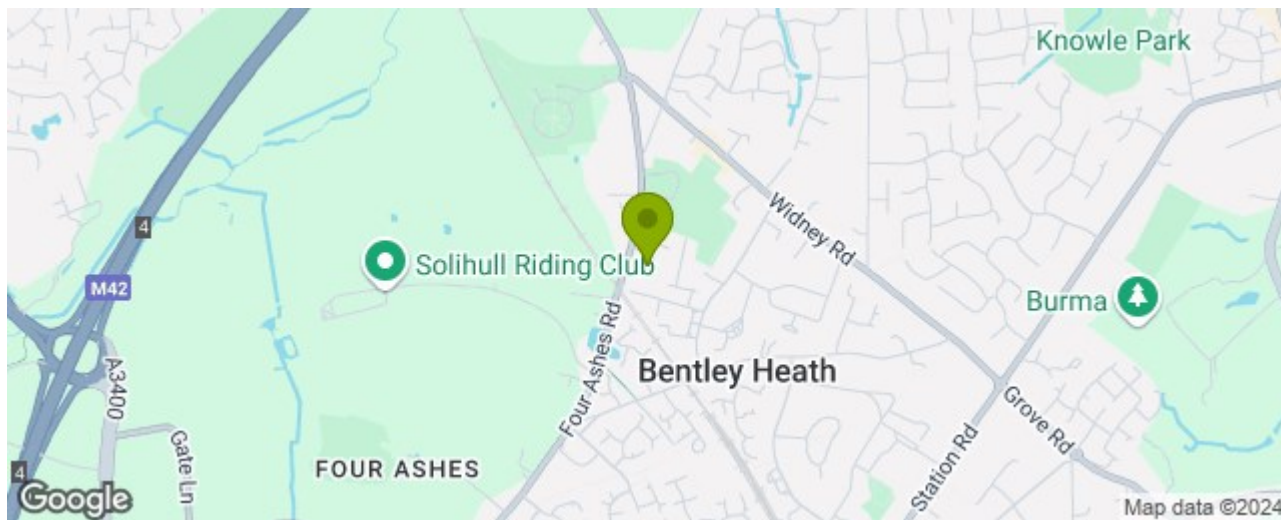 Knowle Park
Widney Rd
4
Solihull Riding Club
M42
Burma
A3400
Four Ashes Rd
Bentley Heath
Grove Rd
Gate Ln
FOUR ASHES
Station Rd
4
Google
Map data ©2024